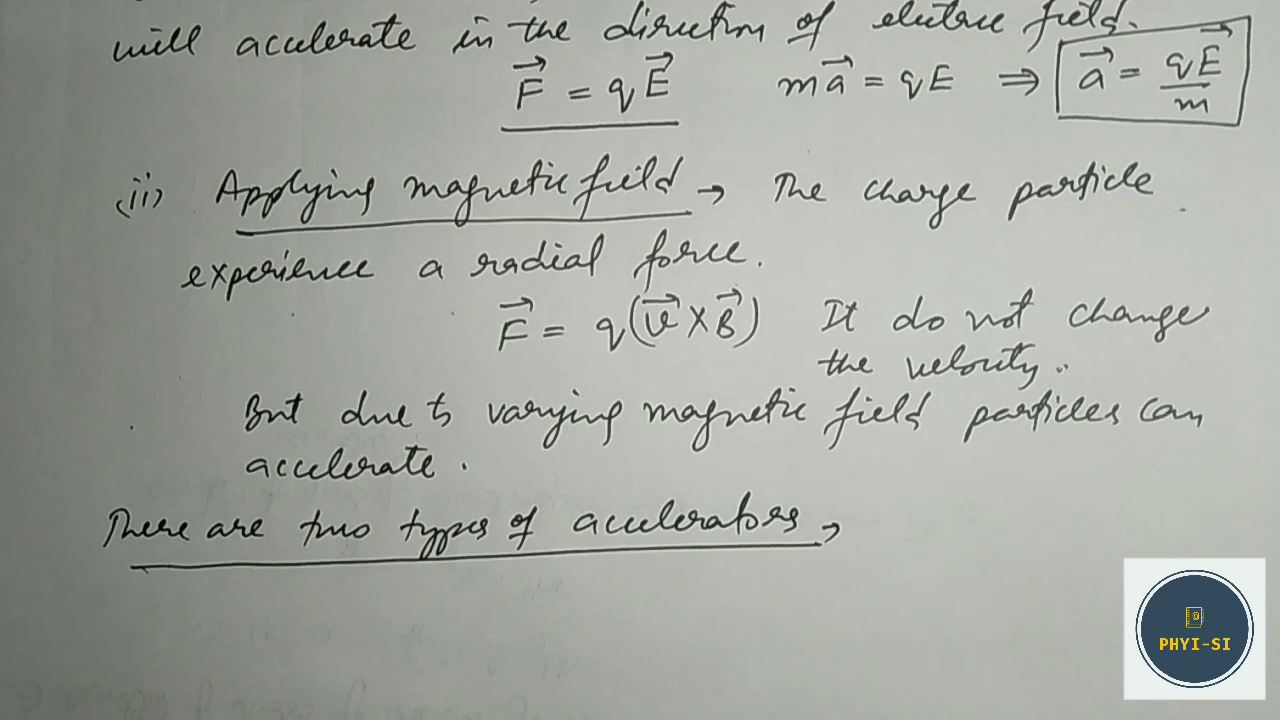 will accelerate in the direction of electric field.
F⃗ = qE⃗ ma⃗ = qE ⇒ a⃗ = qE⃗/m
(ii) Applying magnetic field → The charge particle
experience a radial force.
F⃗ = q(v⃗ × B⃗) It do not change
the velocity..
But due to varying magnetic field particles can
accelerate.
There are two types of accelerators,
PHYI-SI